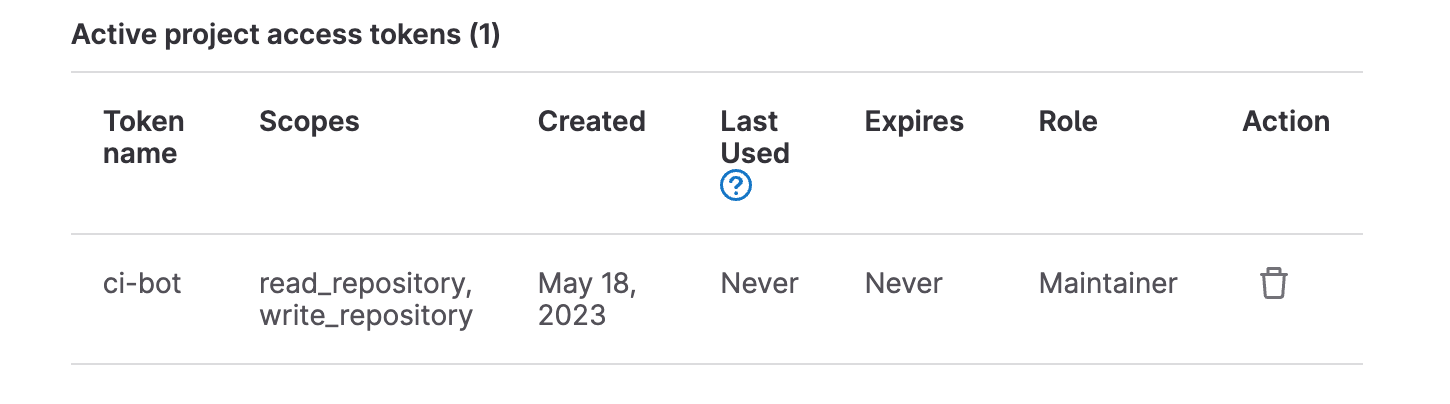 Active project access tokens (1)
Token name Scopes Created Last Used Expires Role Action
ci-bot read_repository, write_repository May 18, 2023 Never Never Maintainer